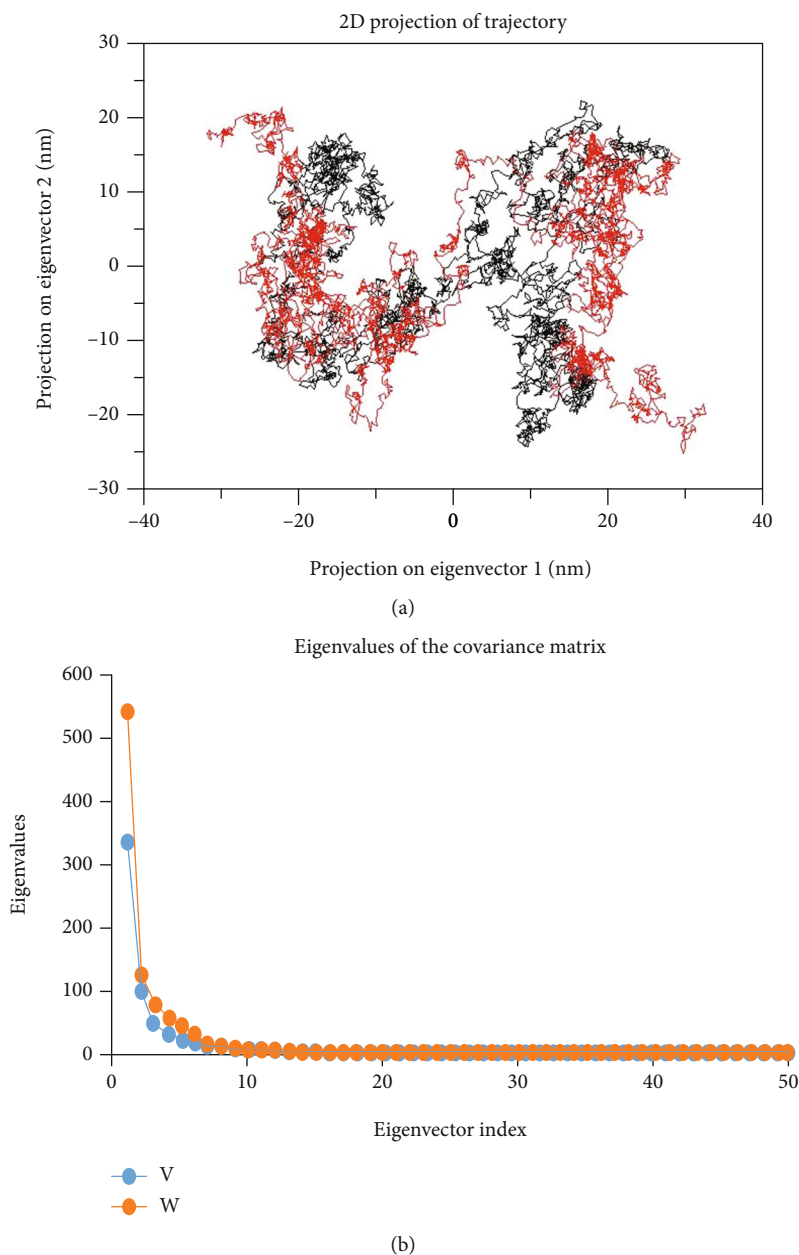 2D projection of trajectory
30
20
10
0
–10
–20
–30
Projection on eigenvector 2 (nm)
–40
–20
0
20
40
Projection on eigenvector 1 (nm)
(a)
Eigenvalues of the covariance matrix
600
500
400
300
200
100
0
Eigenvalues
0
10
20
30
40
50
Eigenvector index
V
W
(b)